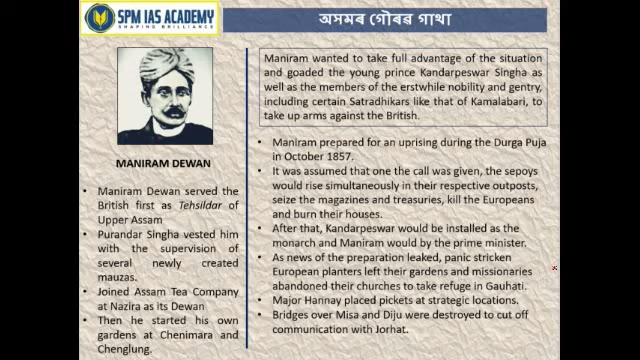 SPM IAS ACADEMY
SHAPING BRILLIANCE
অসমৰ গৌৰৱ গাথা
MANIRAM DEWAN
• Maniram Dewan served the
British first as Tehsildar of
Upper Assam
• Purandar Singha vested him
with the supervision of
several newly created
mauzas.
• Joined Assam Tea Company
at Nazira as its Dewan
• Then he started his own
gardens at Chenimara and
Chenglung.
Maniram wanted to take full advantage of the situation
and goaded the young prince Kandarpeswar Singha as
well as the members of the erstwhile nobility and gentry,
including certain Satradhikars like that of Kamalabari, to
take up arms against the British.
• Maniram prepared for an uprising during the Durga Puja
in October 1857.
• It was assumed that one the call was given, the sepoys
would rise simultaneously in their respective outposts,
seize the magazines and treasuries, kill the Europeans
and burn their houses.
• After that, Kandarpeswar would be installed as the
monarch and Maniram would by the prime minister.
• As news of the preparation leaked, panic stricken
European planters left their gardens and missionaries
abandoned their churches to take refuge in Gauhati.
• Major Hannay placed pickets at strategic locations.
• Bridges over Misa and Diju were destroyed to cut off
communication with Jorhat.